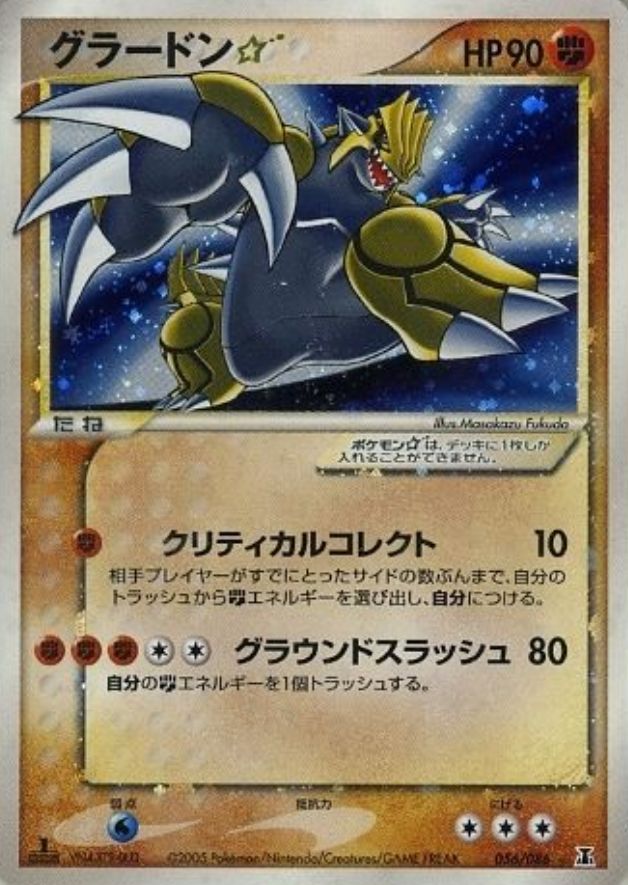 グラードン☆ HP90
たね
illus. Masakazu Fukuda
ポケモン☆は、デッキに1枚しか
入れることができません。
クリティカルコレクト 10
相手プレイヤーがすでにとったサイドの数ぶんまで、自分の
トラッシュからエネルギーを選び出し、自分につける。
グラウンドスラッシュ 80
自分のエネルギーを1個トラッシュする。
弱点 抵抗力 にげる
1
©2005 Pokémon/Nintendo/Creatures/GAME FREAK 056/086